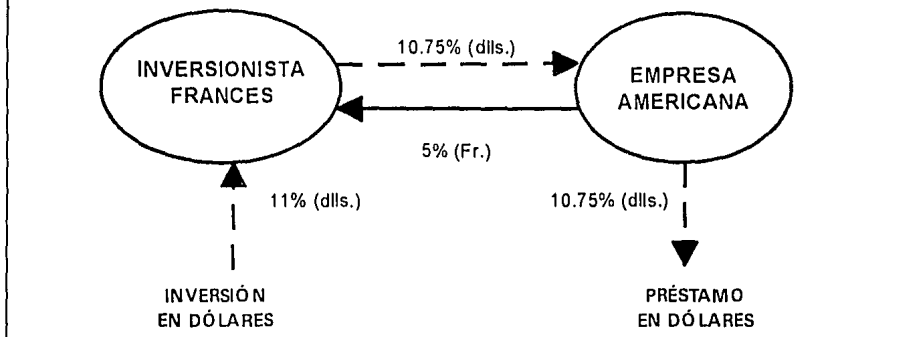 INVERSIONISTA
FRANCES
10.75% (dlls.)
EMPRESA
AMERICANA
5% (Fr.)
11% (dlls.)
10.75% (dlls.)
INVERSIÓN
EN DÓLARES
PRÉSTAMO
EN DÓLARES